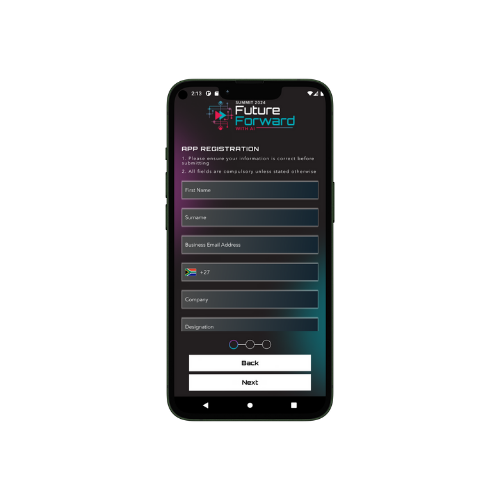 2:13
SUMMIT 2024
Future
Forward
WITH AI
APP REGISTRATION
1. Please ensure your information is correct before
submitting
2. All fields are compulsory unless stated otherwise
First Name
Surname
Business Email Address
+27
Company
Designation
Back
Next